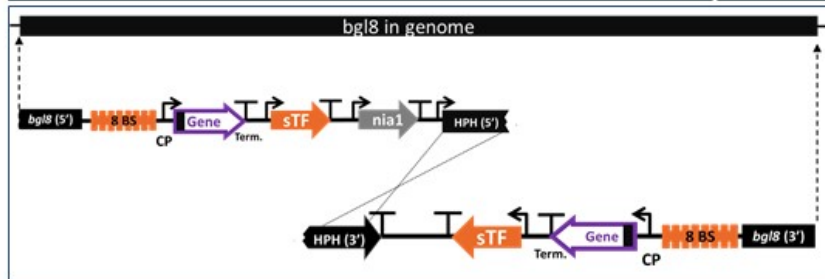 bgl8 in genome
bgl8 (5') 8 BS Gene sTF nia1 HPH (5')
CP Term.
HPH (3') sTF Gene 8 BS bgl8 (3')
Term. CP